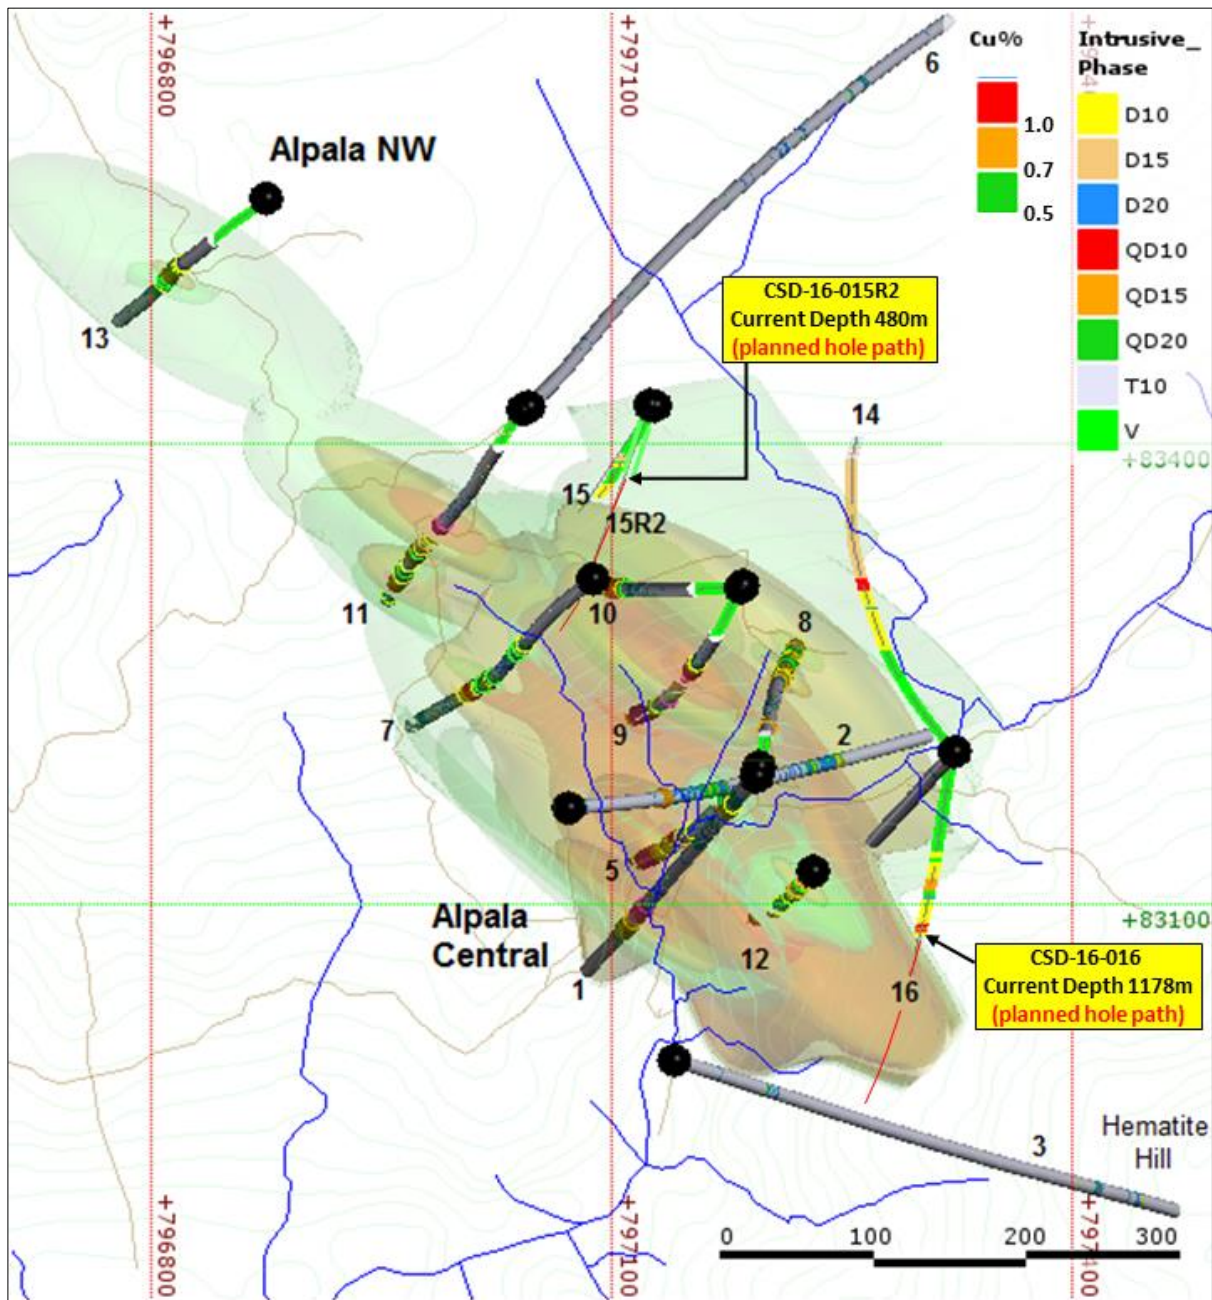 +796800
+797100
6
Cu%
1.0
0.7
0.5
Intrusive_
Phase
D10
D15
D20
QD10
QD15
QD20
T10
V
Alpala NW
13
CSD-16-015R2
Current Depth 480m
(planned hole path)
14
+83400
15
15R2
11
10
8
7
9
2
5
Alpala
Central
+83100
12
1
16
CSD-16-016
Current Depth 1178m
(planned hole path)
3
Hematite
Hill
+796800
+797100
+797400
0
100
200
300